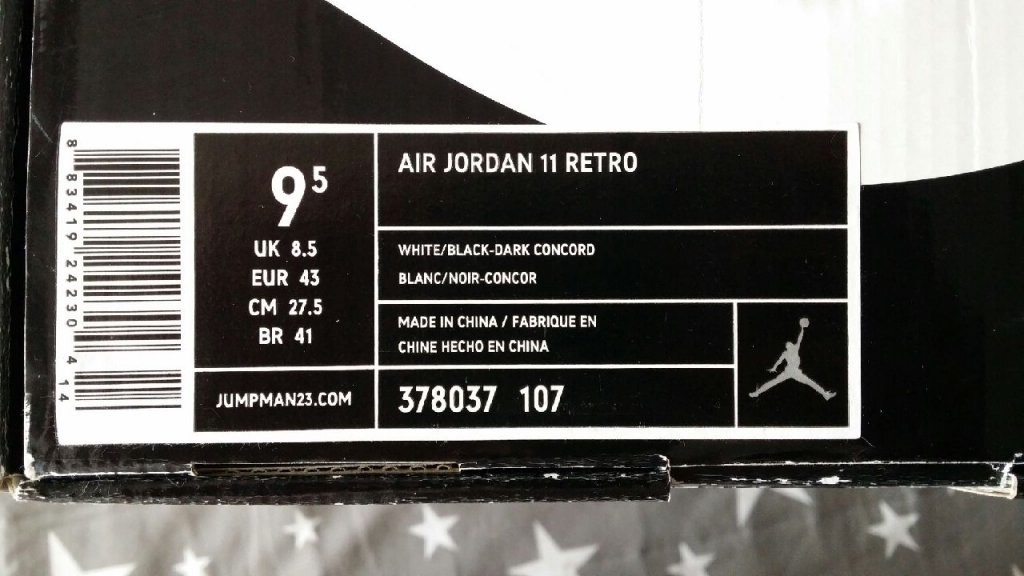 8 83419 24230 4 14
9⁵
UK 8.5
EUR 43
CM 27.5
BR 41
JUMPMAN23.COM
AIR JORDAN 11 RETRO
WHITE/BLACK-DARK CONCORD
BLANC/NOIR-CONCOR
MADE IN CHINA / FABRIQUE EN
CHINE HECHO EN CHINA
378037 107